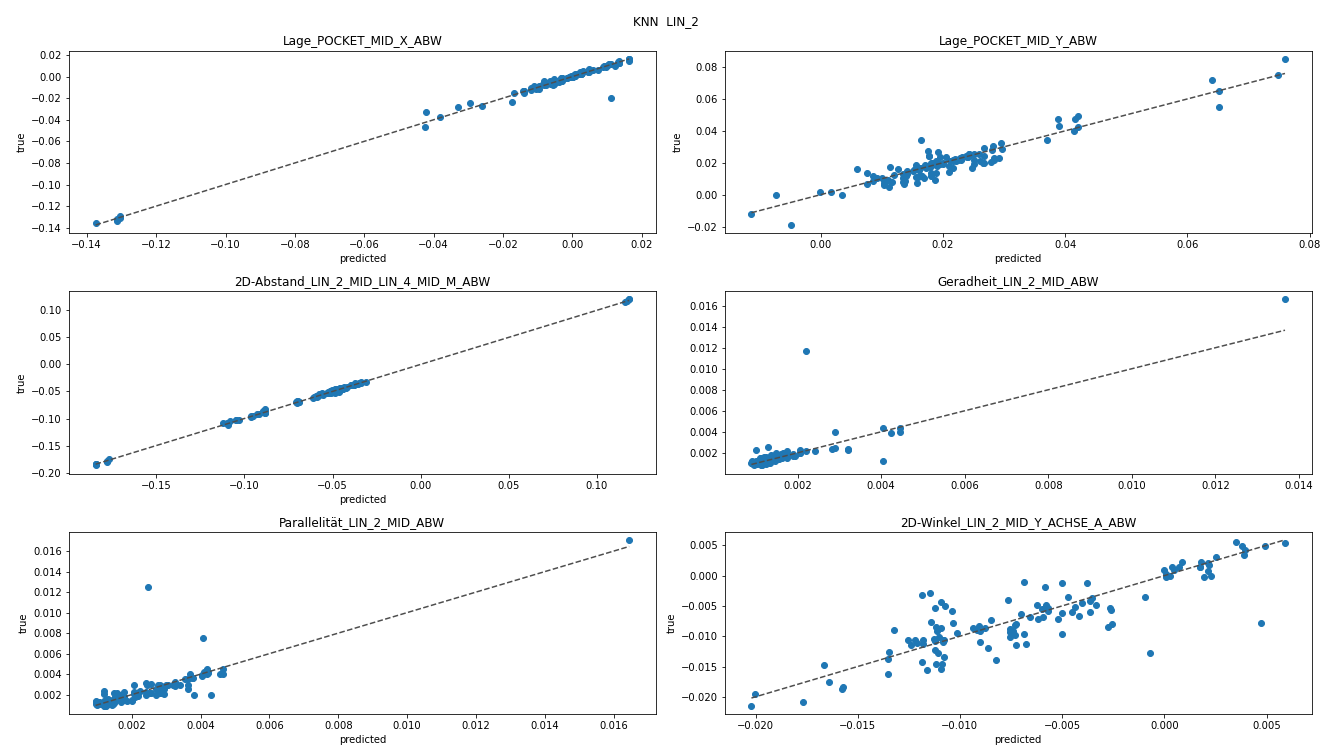 KNN LIN_2
Lage_POCKET_MID_X_ABW
0.02
0.00
−0.02
−0.04
−0.06
−0.08
−0.10
−0.12
−0.14
true
−0.14 −0.12 −0.10 −0.08 −0.06 −0.04 −0.02 0.00 0.02
predicted
Lage_POCKET_MID_Y_ABW
0.08
0.06
0.04
0.02
0.00
−0.02
true
0.00 0.02 0.04 0.06 0.08
predicted
2D-Abstand_LIN_2_MID_LIN_4_MID_M_ABW
0.10
0.05
0.00
−0.05
−0.10
−0.15
−0.20
true
−0.15 −0.10 −0.05 0.00 0.05 0.10
predicted
Geradheit_LIN_2_MID_ABW
0.016
0.014
0.012
0.010
0.008
0.006
0.004
0.002
true
0.002 0.004 0.006 0.008 0.010 0.012 0.014
predicted
Parallelität_LIN_2_MID_ABW
0.016
0.014
0.012
0.010
0.008
0.006
0.004
0.002
true
0.002 0.004 0.006 0.008 0.010 0.012 0.014 0.016
predicted
2D-Winkel_LIN_2_MID_Y_ACHSE_A_ABW
0.005
0.000
−0.005
−0.010
−0.015
−0.020
true
−0.020 −0.015 −0.010 −0.005 0.000 0.005
predicted